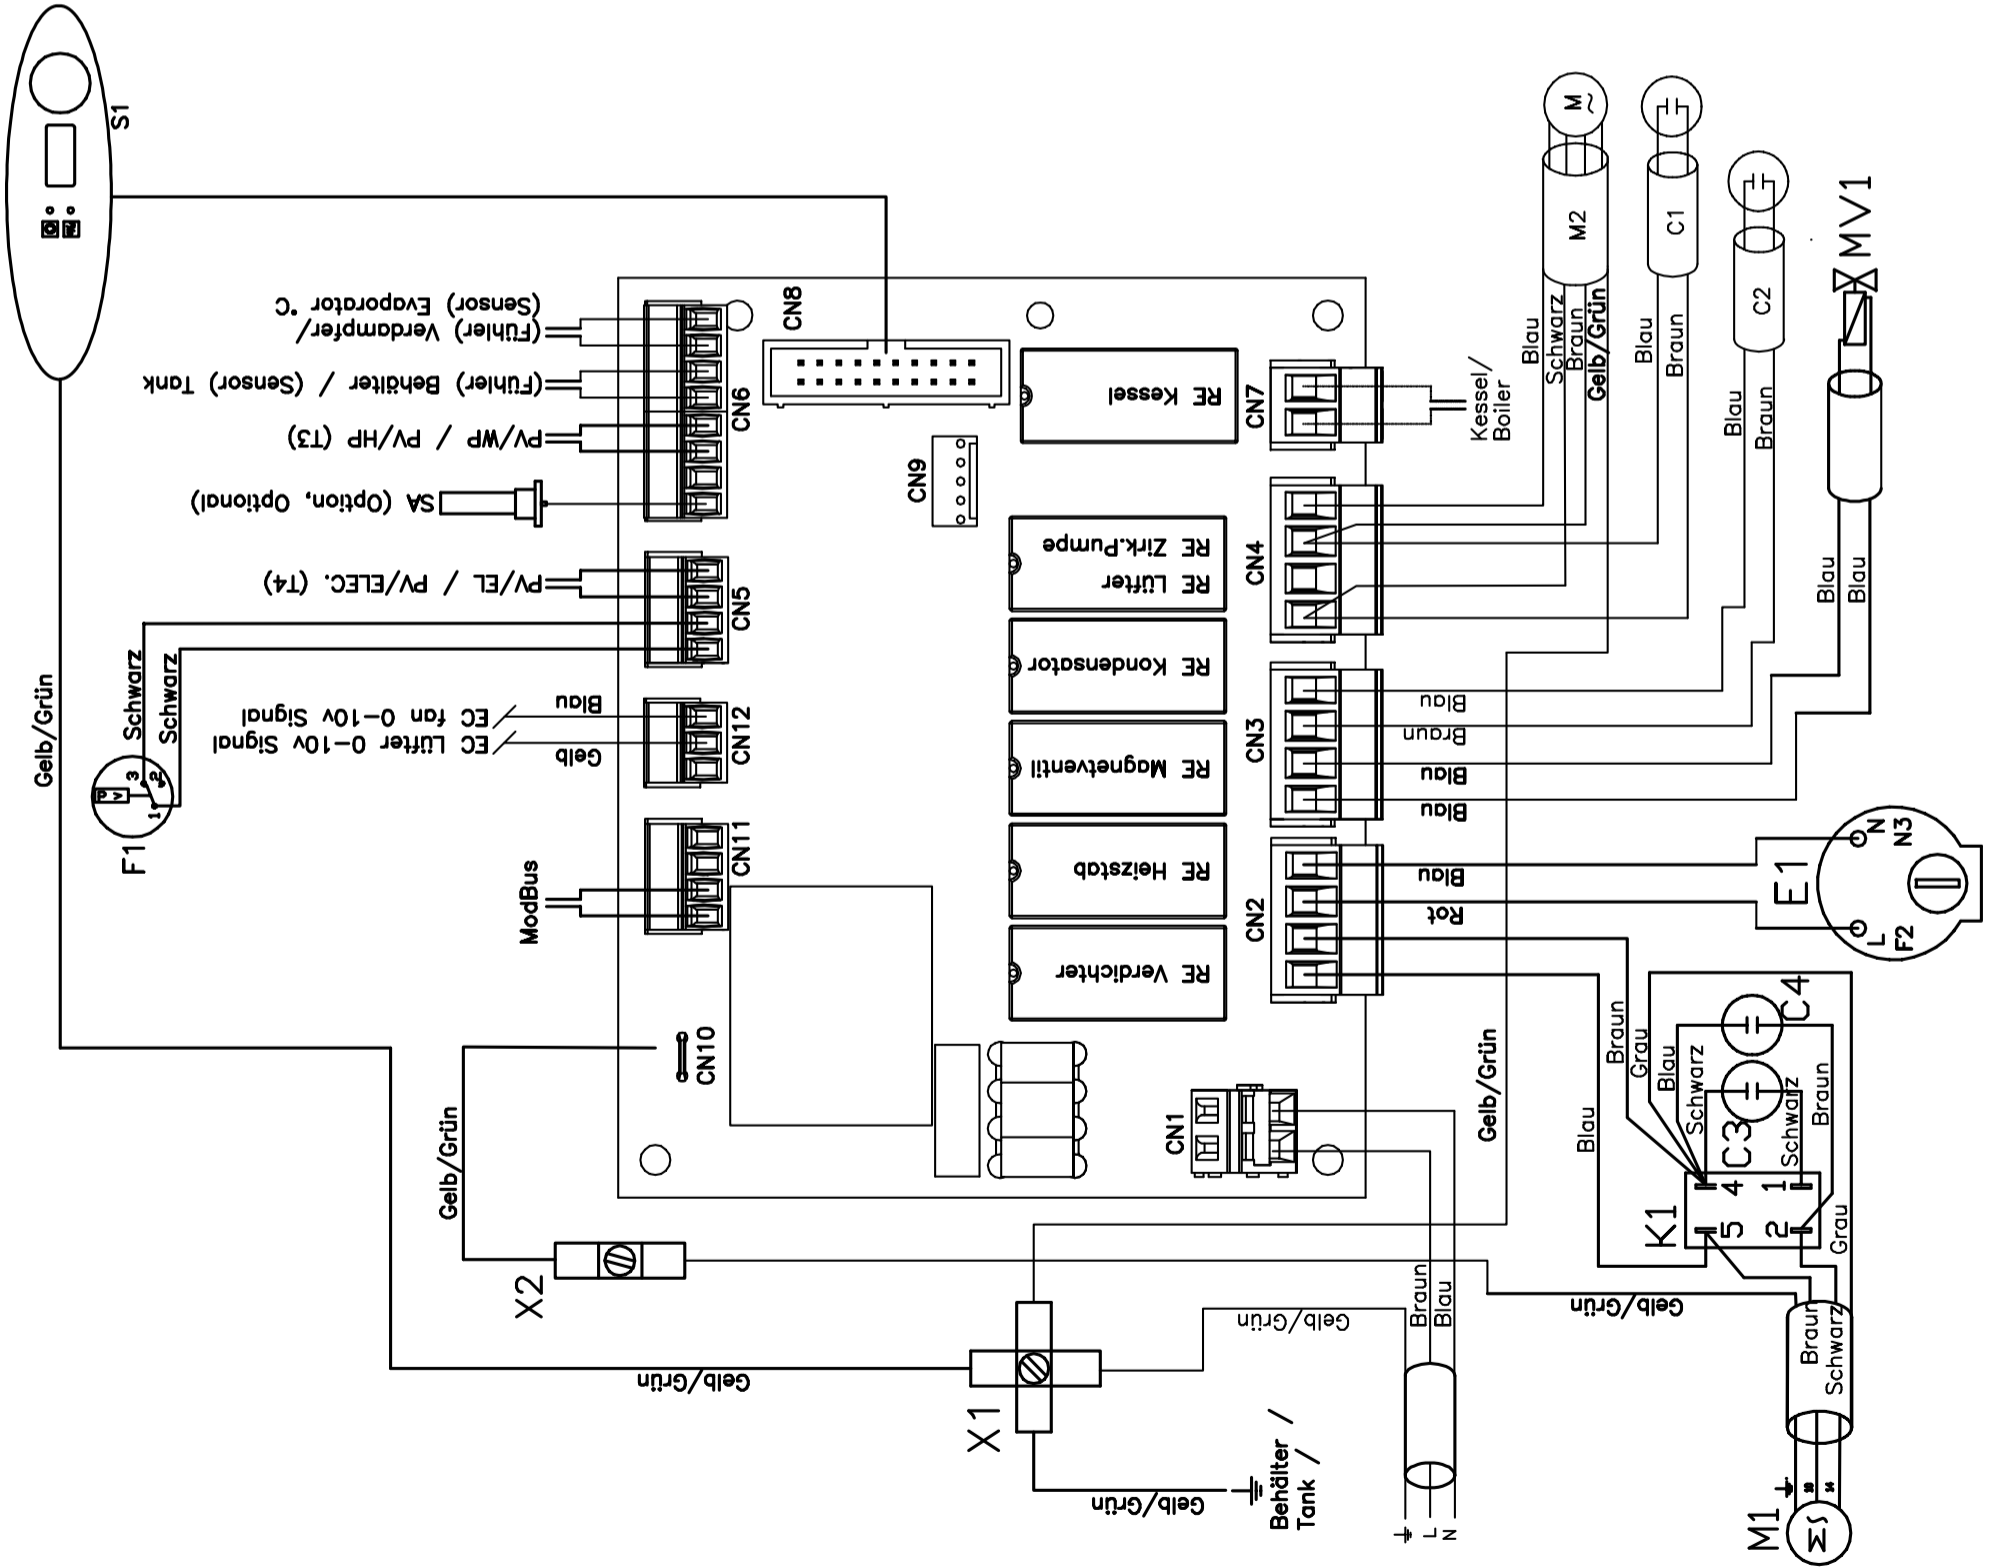 S1
Gelb/Grün
(Fühler) Verdampfer/
(Sensor) Evaporator °C
(Fühler) Behälter / (Sensor) Tank
PV/WP / PV/HP (T3)
SA (Option, Optional)
CN6
CN8
CN9
PV/EL / PV/ELEC. (T4)
CN5
Schwarz
Schwarz
F1
P >
3
2
1
EC fan 0-10v Signal
EC Lüfter 0-10v Signal
Blau
Gelb
CN12
ModBus
CN11
CN10
Gelb/Grün
RE Kessel
RE Zirk.Pumpe
RE Lüfter
RE Kondensator
RE Magnetventil
RE Heizstab
RE Verdichter
CN7
Kessel/
Boiler
CN4
CN3
CN2
CN1
M
~
M2
C1
C2
MV1
Blau
Schwarz
Braun
Gelb/Grün
Blau
Braun
Blau
Braun
Blau
Blau
Blau
Braun
Blau
Blau
Blau
Rot
E1
N
N3
L
F2
Gelb/Grün
Blau
Braun
Grau
Blau
Schwarz
Schwarz
Braun
C3
C4
K1
4
1
5
2
Grau
X2
X1
Gelb/Grün
Gelb/Grün
Gelb/Grün
Gelb/Grün
Braun
Blau
Behälter /
Tank /
L
N
Braun
Schwarz
M1
M
~